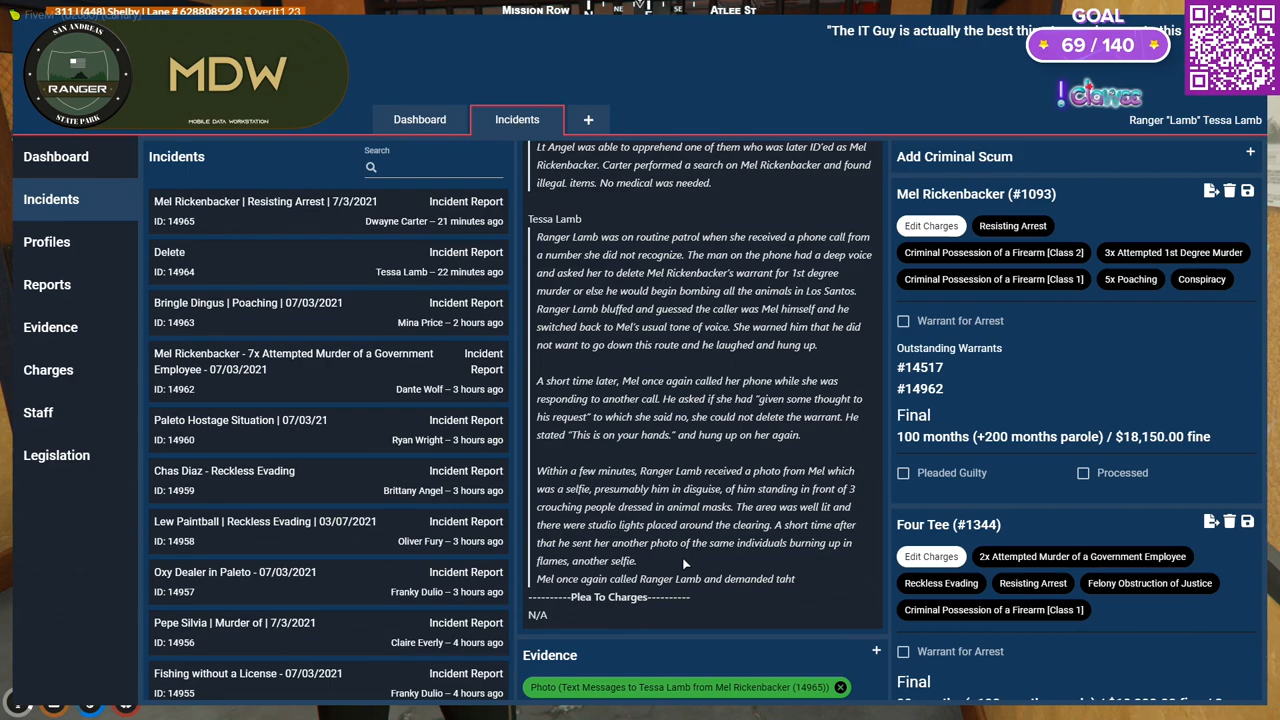 311 | (448) Shelby | Lane # 6288089218 : OverIt1 23
MISSION ROW
NE
SE
ATLEE ST
"The IT Guy is actually the best thi
this
GOAL
69 / 140
!CLAWEE
SAN ANDREAS
RANGER
STATE PARK
MDW
MOBILE DATA WORKSTATION
Dashboard
Incidents
+
Ranger "Lamb" Tessa Lamb
Dashboard
Incidents
Profiles
Reports
Evidence
Charges
Staff
Legislation
Incidents
Search
Mel Rickenbacker | Resisting Arrest | 7/3/2021
Incident Report
ID: 14965
Dwayne Carter -- 21 minutes ago
Delete
Incident Report
ID: 14964
Tessa Lamb -- 22 minutes ago
Bringle Dingus | Poaching | 07/03/2021
Incident Report
ID: 14963
Mina Price -- 2 hours ago
Mel Rickenbacker - 7x Attempted Murder of a Government
Employee - 07/03/2021
Incident
Report
ID: 14962
Dante Wolf -- 3 hours ago
Paleto Hostage Situation | 07/03/21
Incident Report
ID: 14960
Ryan Wright -- 3 hours ago
Chas Diaz - Reckless Evading
Incident Report
ID: 14959
Brittany Angel -- 3 hours ago
Lew Paintball | Reckless Evading | 03/07/2021
Incident Report
ID: 14958
Oliver Fury -- 3 hours ago
Oxy Dealer in Paleto - 07/03/2021
Incident Report
ID: 14957
Franky Dulio -- 4 hours ago
Pepe Silvia | Murder of | 7/3/2021
Incident Report
ID: 14956
Claire Everly -- 4 hours ago
Fishing without a License - 07/03/2021
Incident Report
ID: 14955
Franky Dulio -- 4 hours ago
Lt Angel was able to apprehend one of them who was later ID'ed as Mel
Rickenbacker. Carter performed a search on Mel Rickenbacker and found
illegal items. No medical was needed.
Tessa Lamb
Ranger Lamb was on routine patrol when she received a phone call from
a number she did not recognize. The man on the phone had a deep voice
and asked her to delete Mel Rickenbacker's warrant for 1st degree
murder or else he would begin bombing all the animals in Los Santos.
Ranger Lamb bluffed and guessed the caller was Mel himself and he
switched back to Mel's usual tone of voice. She warned him that he did
not want to go down this route and he laughed and hung up.
A short time later, Mel once again called her phone while she was
responding to another call. He asked if she had "given some thought to
his request" to which she said no, she could not delete the warrant. He
stated "This is on your hands." and hung up on her again.
Within a few minutes, Ranger Lamb received a photo from Mel which
was a selfie, presumably him in disguise, of him standing in front of 3
crouching people dressed in animal masks. The area was well lit and
there were studio lights placed around the clearing. A short time after
that he sent her another photo of the same individuals burning up in
flames, another selfie.
Mel once again called Ranger Lamb and demanded taht
----------Plea To Charges----------
N/A
Evidence
+
Photo (Text Messages to Tessa Lamb from Mel Rickenbacker (14965))
Add Criminal Scum
+
Mel Rickenbacker (#1093)
Edit Charges
Resisting Arrest
Criminal Possession of a Firearm [Class 2]
3x Attempted 1st Degree Murder
Criminal Possession of a Firearm [Class 1]
5x Poaching
Conspiracy
Warrant for Arrest
Outstanding Warrants
#14517
#14962
Final
100 months (+200 months parole) / $18,150.00 fine
Pleaded Guilty
Processed
Four Tee (#1344)
Edit Charges
2x Attempted Murder of a Government Employee
Reckless Evading
Resisting Arrest
Felony Obstruction of Justice
Criminal Possession of a Firearm [Class 1]
Warrant for Arrest
Final